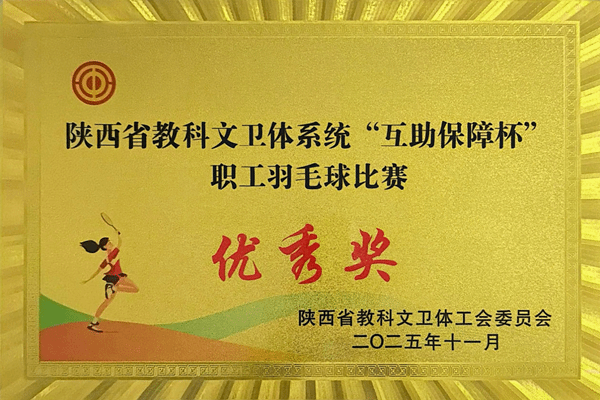 陕西省教科文卫体系统“互助保障杯”
职工羽毛球比赛
优秀奖
陕西省教科文卫体工会委员会
二〇二五年十一月